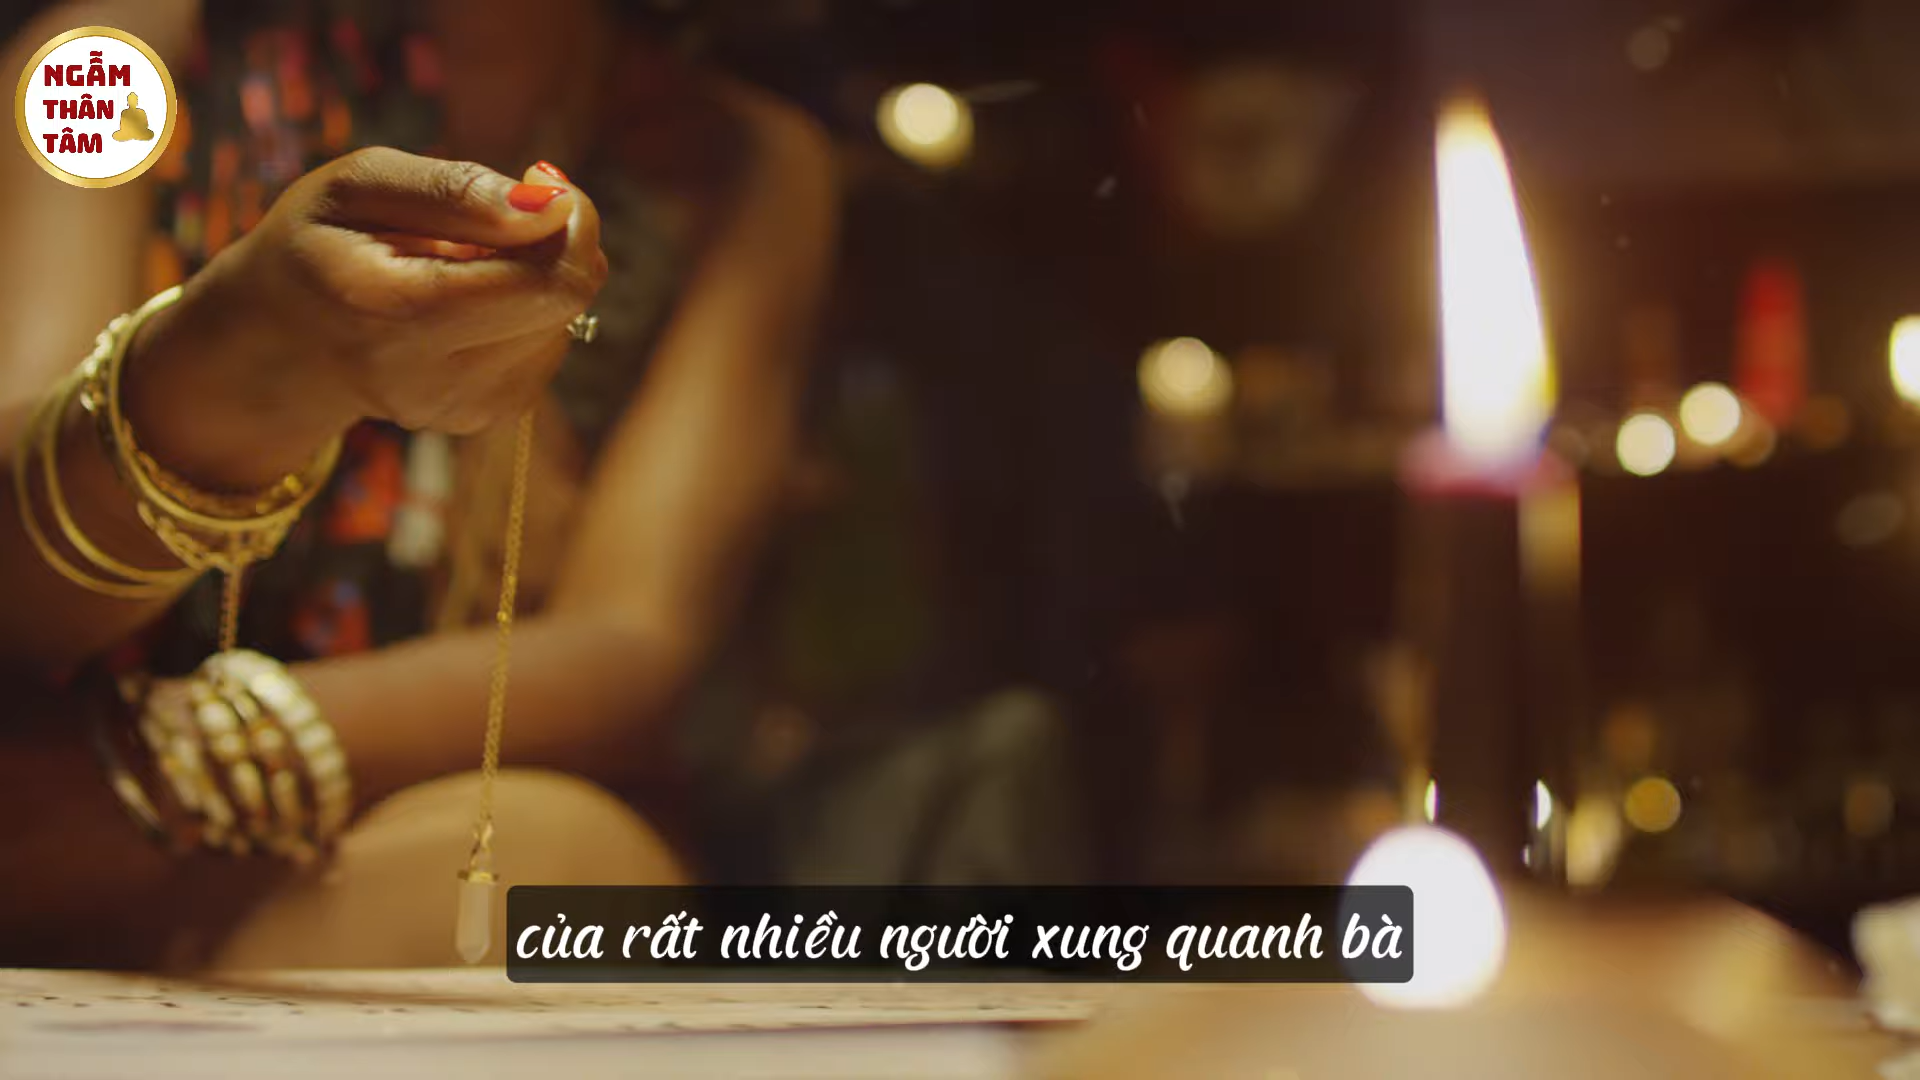 NGẪM
THÂN
TÂM
của rất nhiều người xung quanh bà